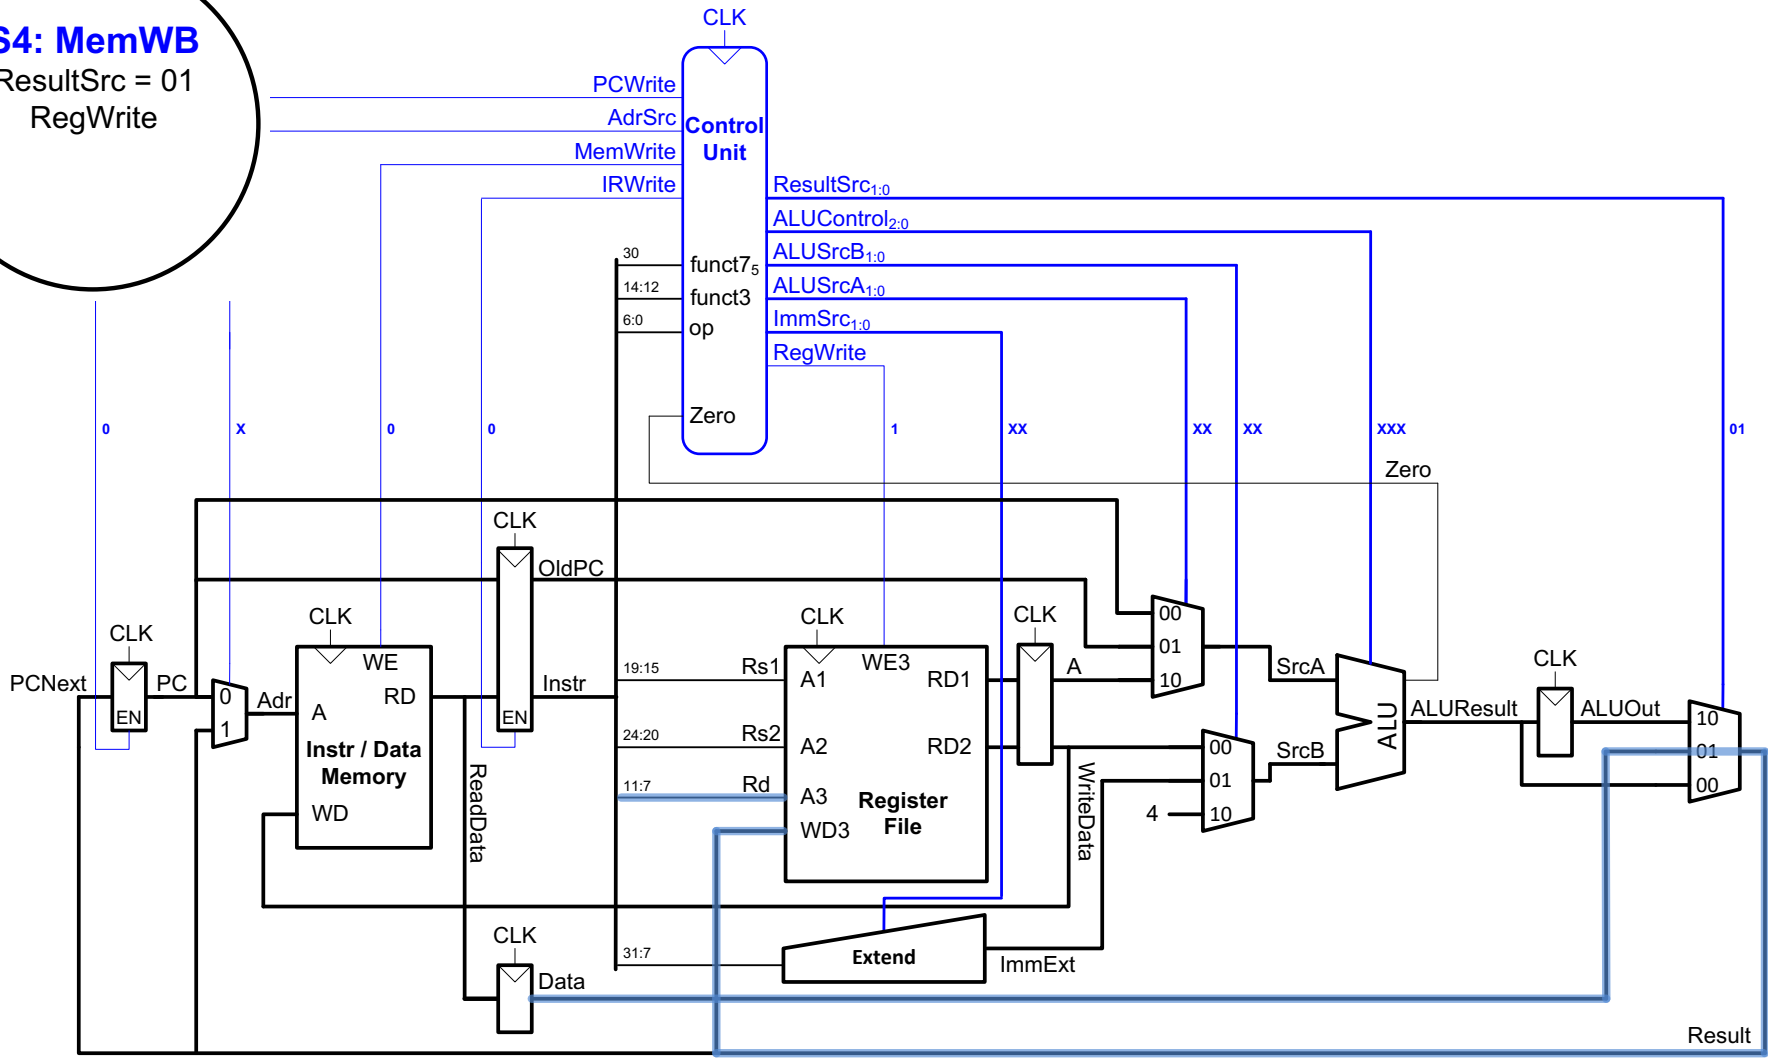 S4: MemWB
ResultSrc = 01
RegWrite
CLK
PCWrite
AdrSrc
MemWrite
IRWrite
Control
Unit
ResultSrc1:0
ALUControl2:0
ALUSrcB1:0
ALUSrcA1:0
ImmSrc1:0
RegWrite
30
funct75
14:12
funct3
6:0
op
Zero
0
X
0
0
1
XX
XX
XX
XXX
01
Zero
CLK
OldPC
CLK
CLK
CLK
CLK
CLK
PCNext
EN
PC
0
1
Adr
WE
RD
A
Instr / Data
Memory
WD
EN
Instr
ReadData
19:15
Rs1
24:20
Rs2
11:7
Rd
A1
A2
A3
WD3
WE3
RD1
RD2
Register
File
A
WriteData
00
01
10
00
01
10
4
SrcA
SrcB
ALU
ALUResult
ALUOut
10
01
00
31:7
Extend
ImmExt
CLK
Data
Result